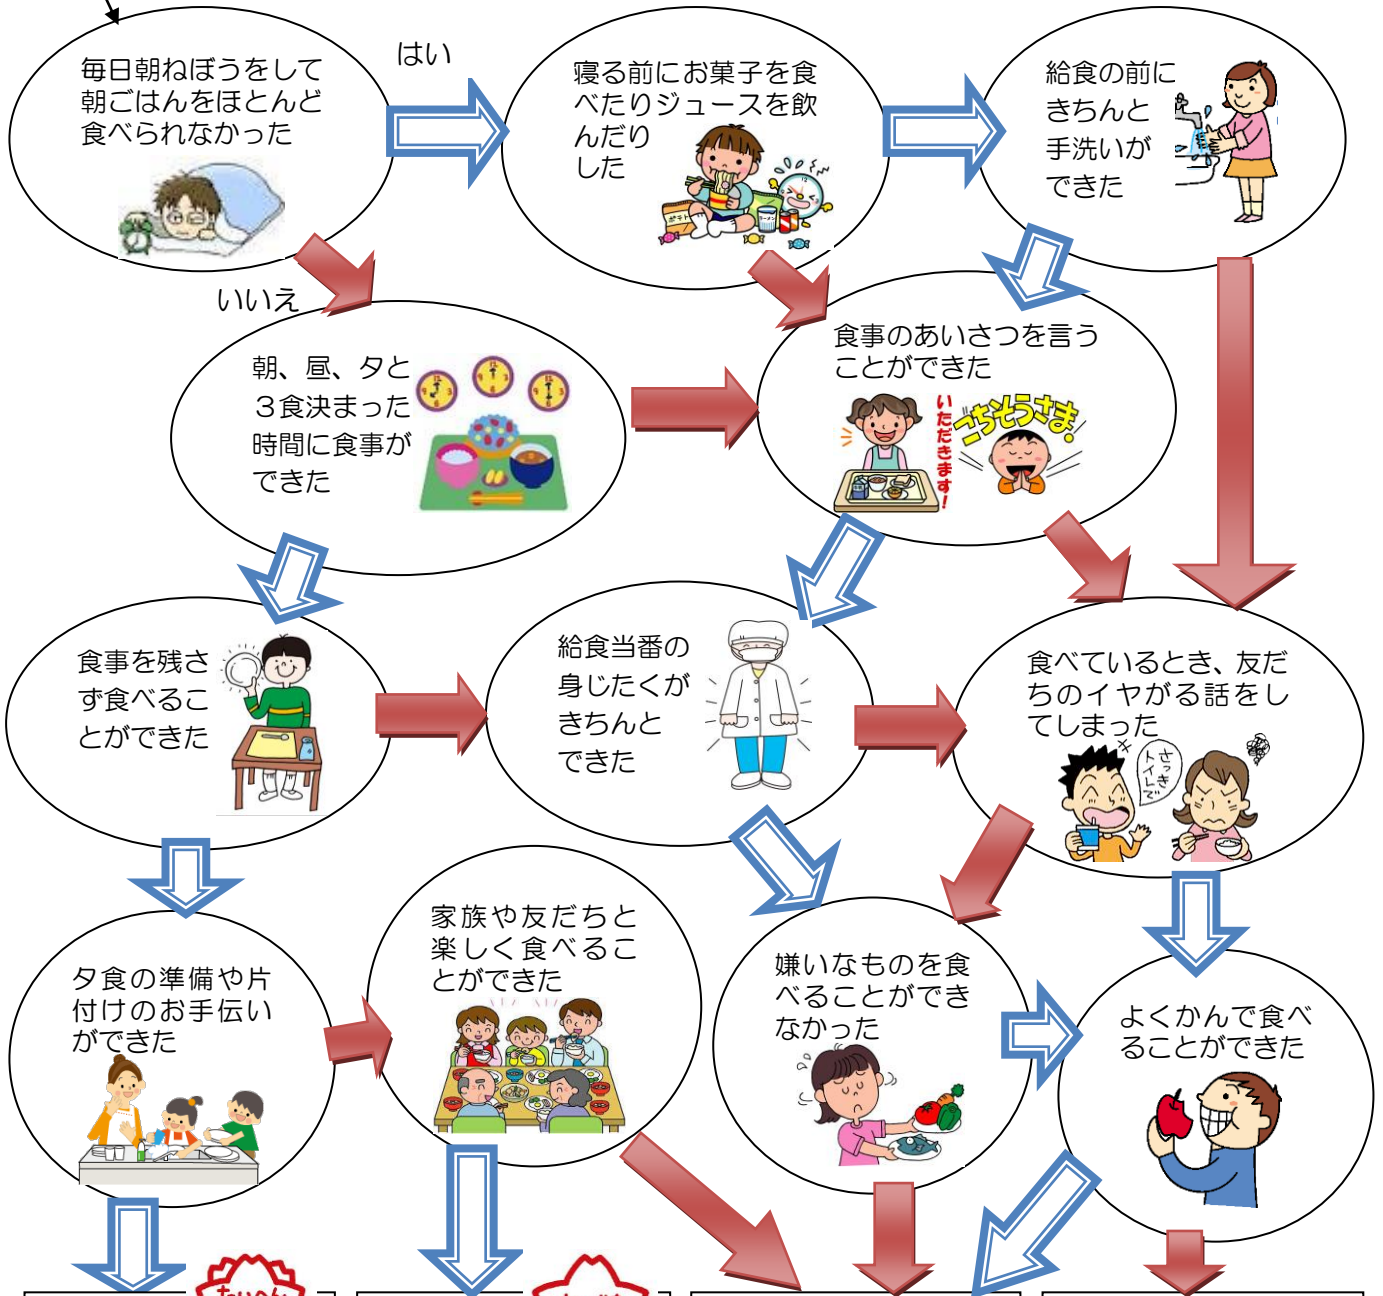 毎日朝ねぼうをして
朝ごはんをほとんど
食べられなかった
はい
寝る前にお菓子を食
べたりジュースを飲
んだり
した
給食の前に
きちんと
手洗いが
できた
いいえ
朝、昼、夕と
３食決まった
時間に食事が
できた
食事のあいさつを言う
ことができた
いただきます!
ごちそうさま.
食事を残さ
ず食べるこ
とができた
給食当番の
身じたくが
きちんと
できた
食べているとき、友だ
ちのイヤがる話をし
てしまった
さっき
トイレで
夕食の準備や片
付けのお手伝い
ができた
家族や友だちと
楽しく食べるこ
とができた
嫌いなものを食
べることができ
なかった
よくかんで食べ
ることができた